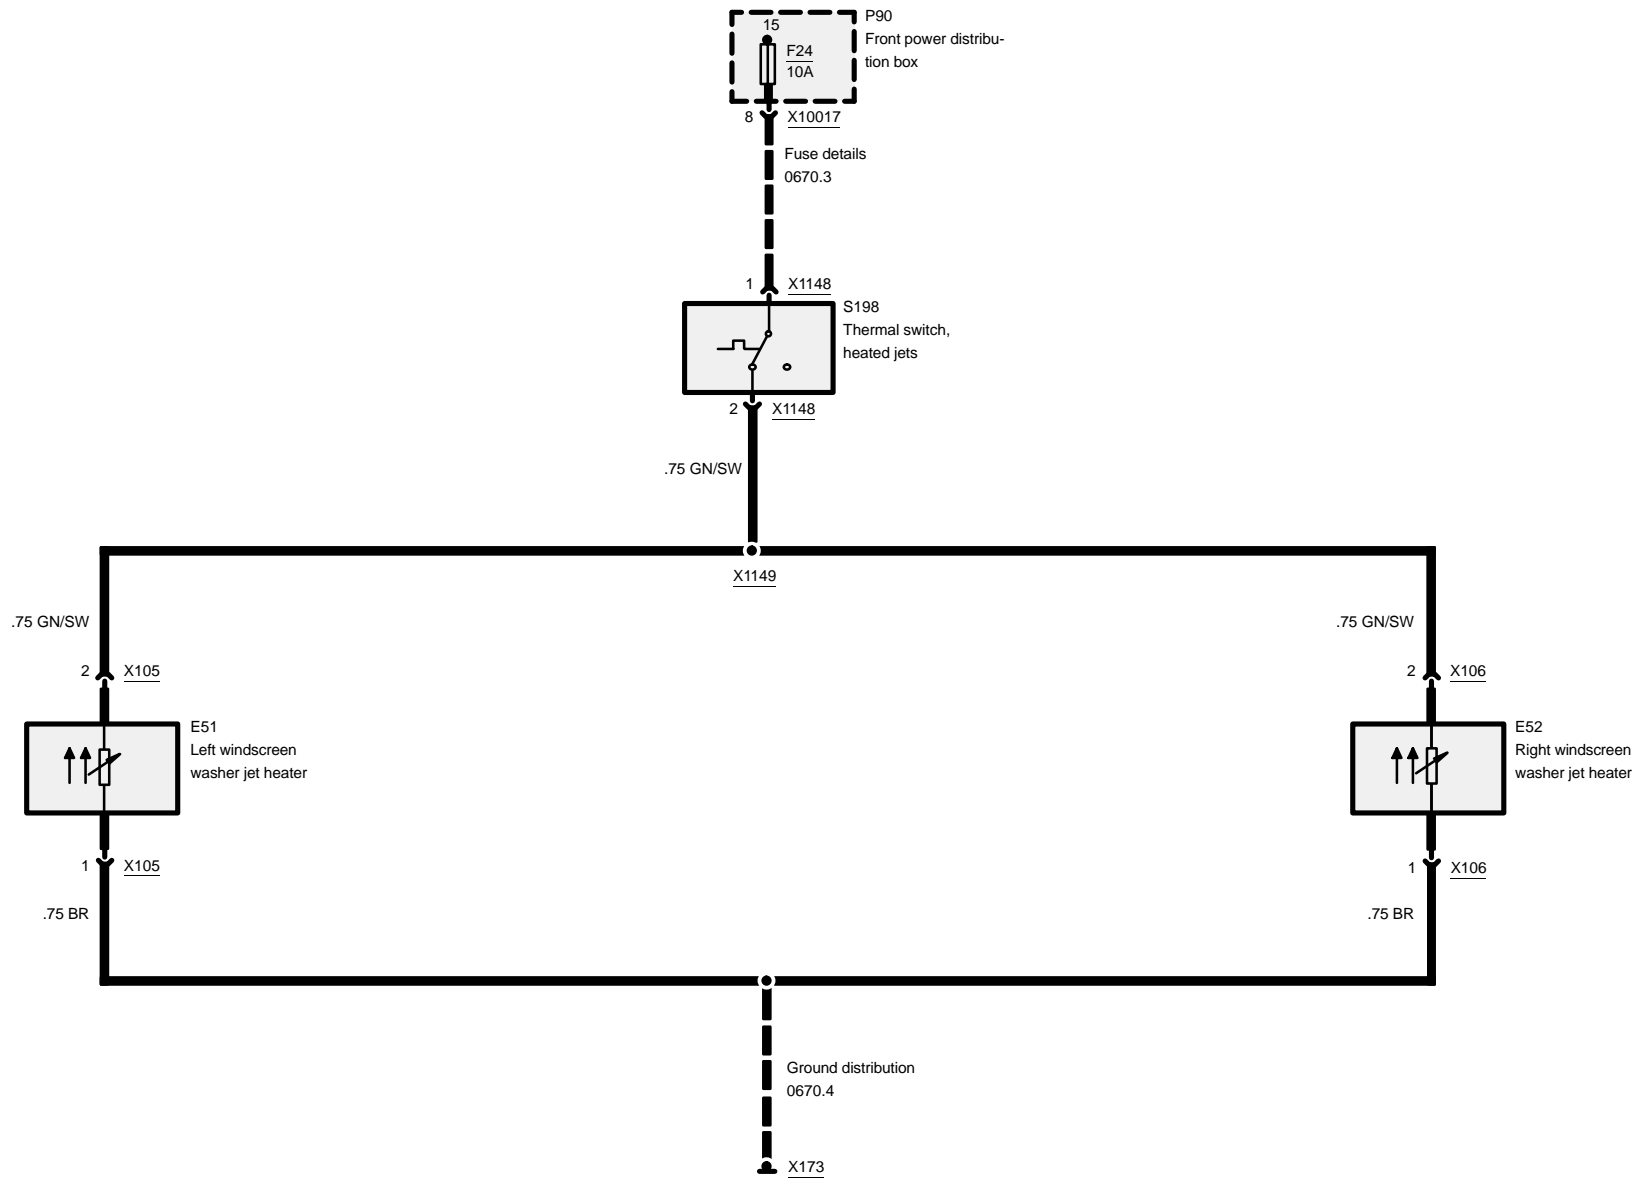 P90
Front power distribu-
tion box
15
F24
10A
8
X10017
Fuse details
0670.3
1
X1148
S198
Thermal switch,
heated jets
2
X1148
.75 GN/SW
X1149
.75 GN/SW
.75 GN/SW
2
X105
2
X106
E51
Left windscreen
washer jet heater
E52
Right windscreen
washer jet heater
1
X105
1
X106
.75 BR
.75 BR
Ground distribution
0670.4
X173